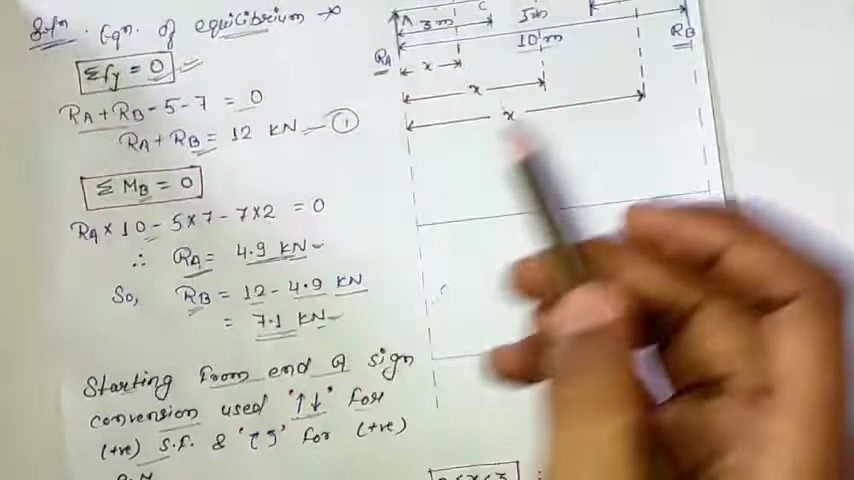 Soln. Eqn. of equilibrium →
Σfy = 0
RA + RB - 5 - 7 = 0
RA + RB = 12 KN — ①
Σ MB = 0
RA × 10 - 5×7 - 7×2 = 0
∴ RA = 4.9 KN
So, RB = 12 - 4.9 KN
= 7.1 KN
Starting from end A sign
convension used '↑↓' for
(+ve) S.F. & '↑↓' for (+ve)
A C
3m 5m
10m
RA RB
x
x
x